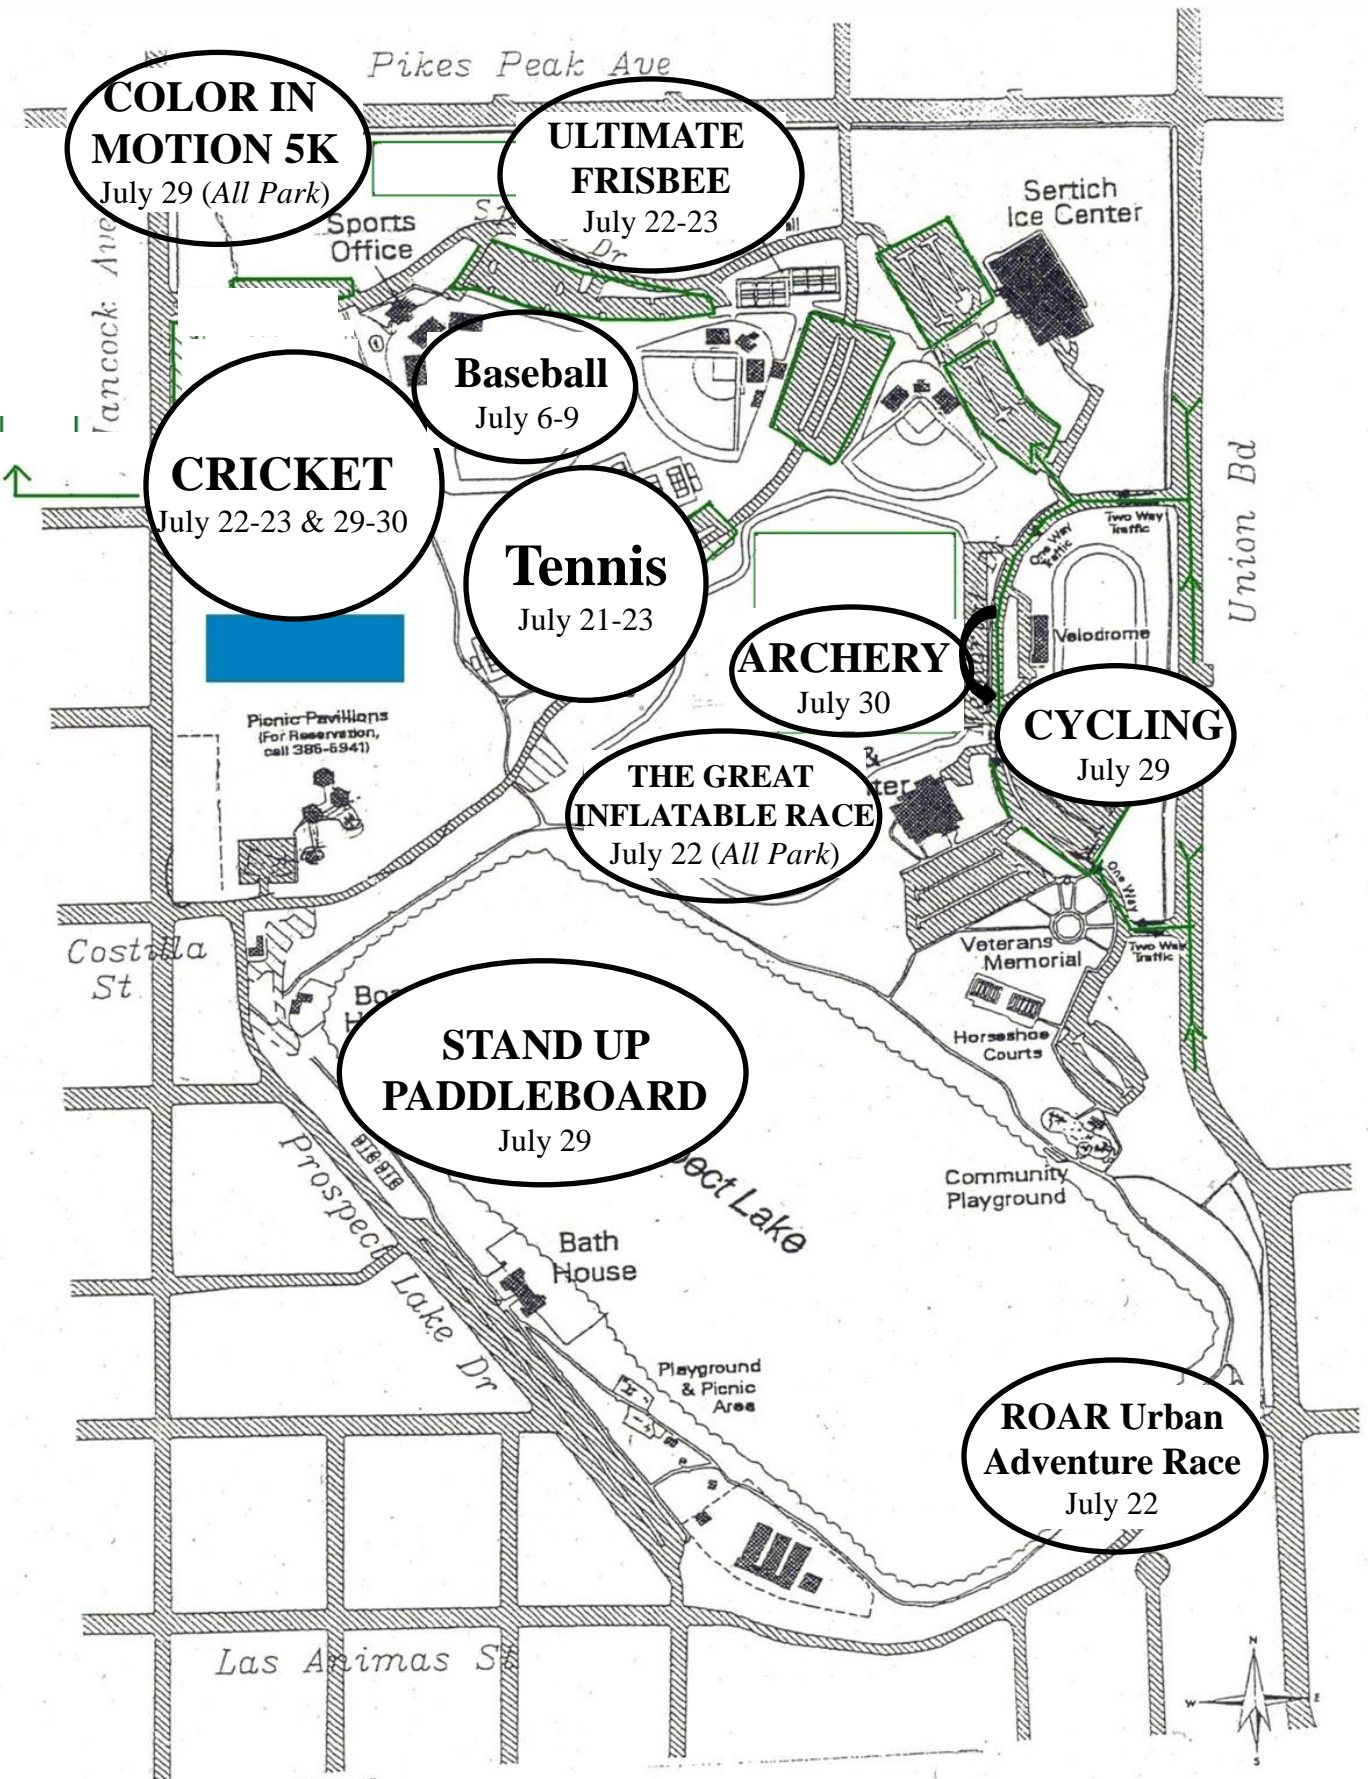 Pikes Peak Ave
COLOR IN
MOTION 5K
July 29 (All Park)
ULTIMATE
FRISBEE
July 22-23
Sertich
Ice Center
Sports
Office
Dr
Baseball
July 6-9
CRICKET
July 22-23 & 29-30
Tennis
July 21-23
Union Bd
Two Way
Traffic
One Way
Traffic
Velodrome
ARCHERY
July 30
CYCLING
July 29
Picnic Pavillions
(For Reservation,
call 385-5941)
THE GREAT
INFLATABLE RACE
July 22 (All Park)
&
One Way
Two Way
Traffic
Costilla
St
Veterans
Memorial
Horseshoe
Courts
STAND UP
PADDLEBOARD
July 29
Prospect Lake Dr
Lake
Community
Playground
Bath
House
Playground
& Picnic
Area
ROAR Urban
Adventure Race
July 22
Las Animas St
N
W
E
S